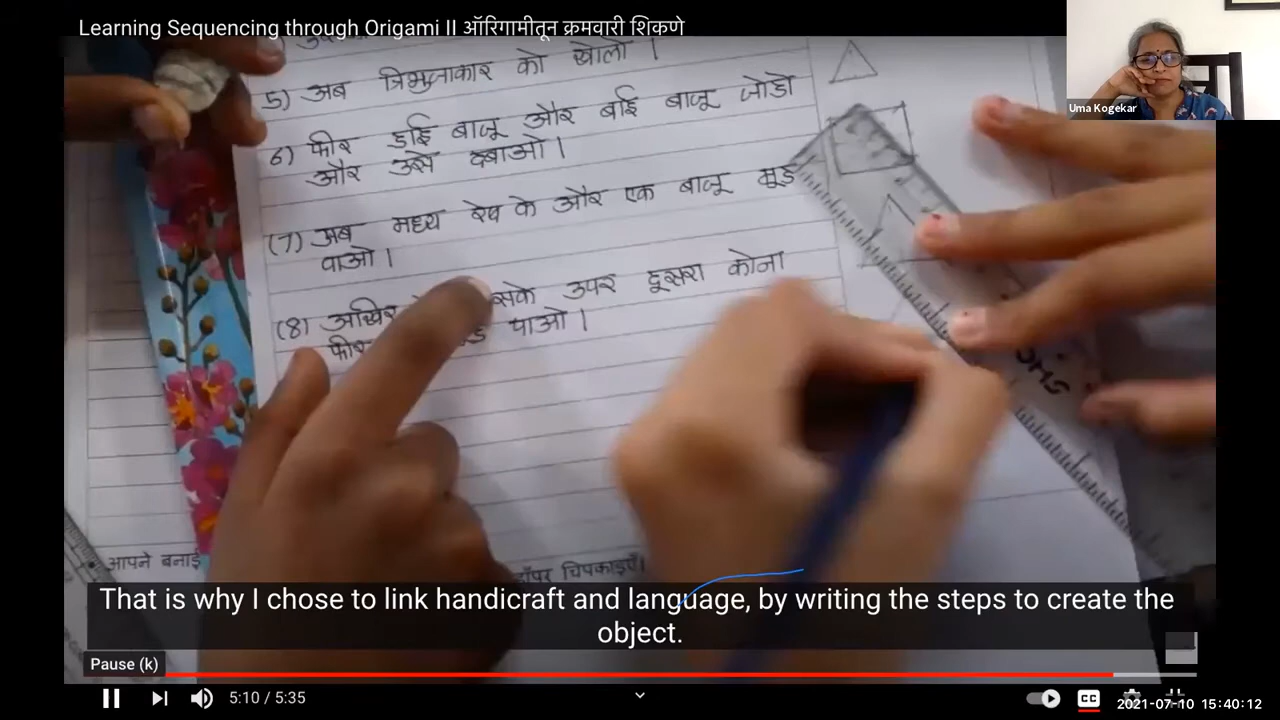 Learning Sequencing through Origami II ऑरिगामीतून क्रमवारी शिकणे
Uma Kogekar
5) अब त्रिभुजाकार को खोलो ।
6) फीर दाई बाजू और बाई बाजू जोडो
और उसे दबाओ ।
(7) अब मध्य रेष के और एक बाजू मूड
पाओ ।
(8) अखिर सके उपर दूसरा कोना
फीर पाओ ।
आपने बनाई
चिपकाइएँ।
That is why I chose to link handicraft and language, by writing the steps to create the
object.
Pause (k)
5:10 / 5:35
CC
2021-07-10 15:40:12